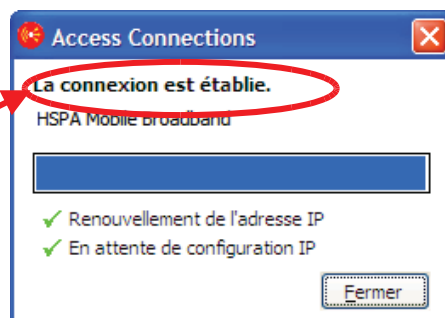 Access Connections
La connexion est établie.
HSPA Mobile Broadband
Renouvellement de l'adresse IP
En attente de configuration IP
Fermer